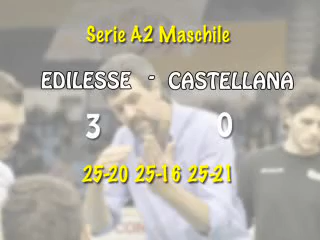 Serie A2 Maschile
EDILESSE - CASTELLANA
3 0
25-20 25-16 25-21